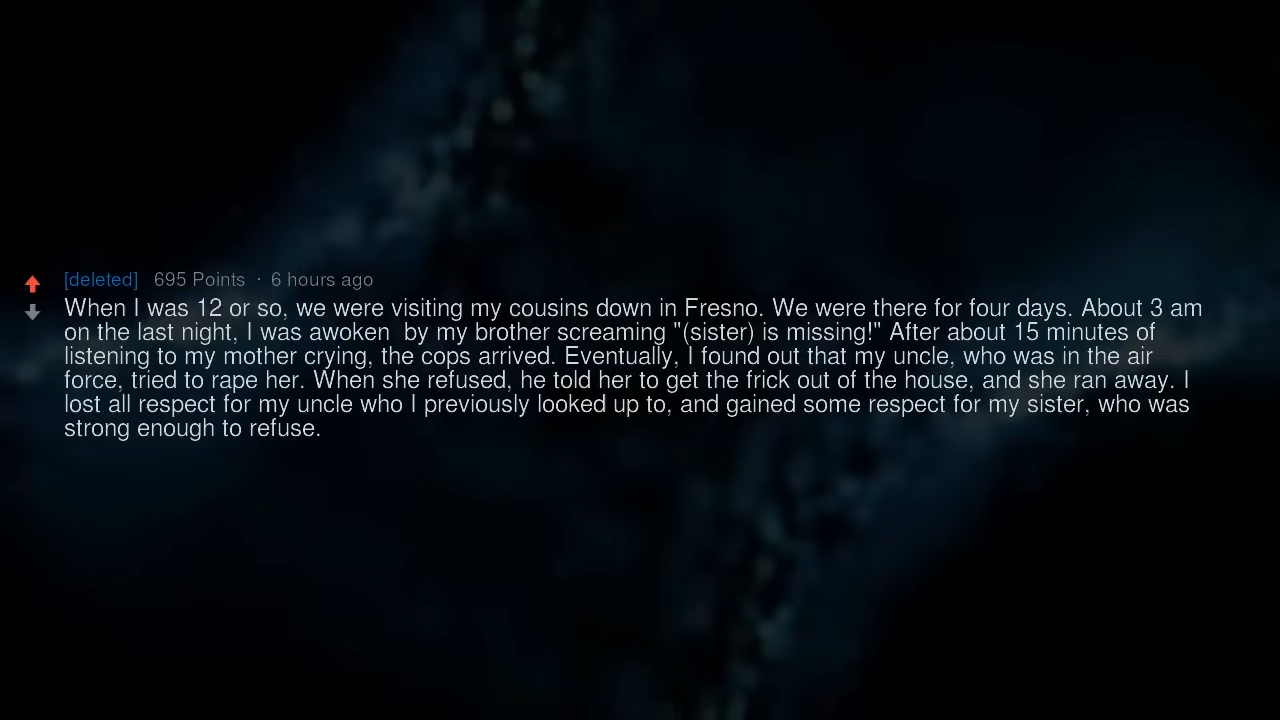 [deleted] 695 Points · 6 hours ago
When I was 12 or so, we were visiting my cousins down in Fresno. We were there for four days. About 3 am
on the last night, I was awoken  by my brother screaming "(sister) is missing!" After about 15 minutes of
listening to my mother crying, the cops arrived. Eventually, I found out that my uncle, who was in the air
force, tried to rape her. When she refused, he told her to get the frick out of the house, and she ran away. I
lost all respect for my uncle who I previously looked up to, and gained some respect for my sister, who was
strong enough to refuse.